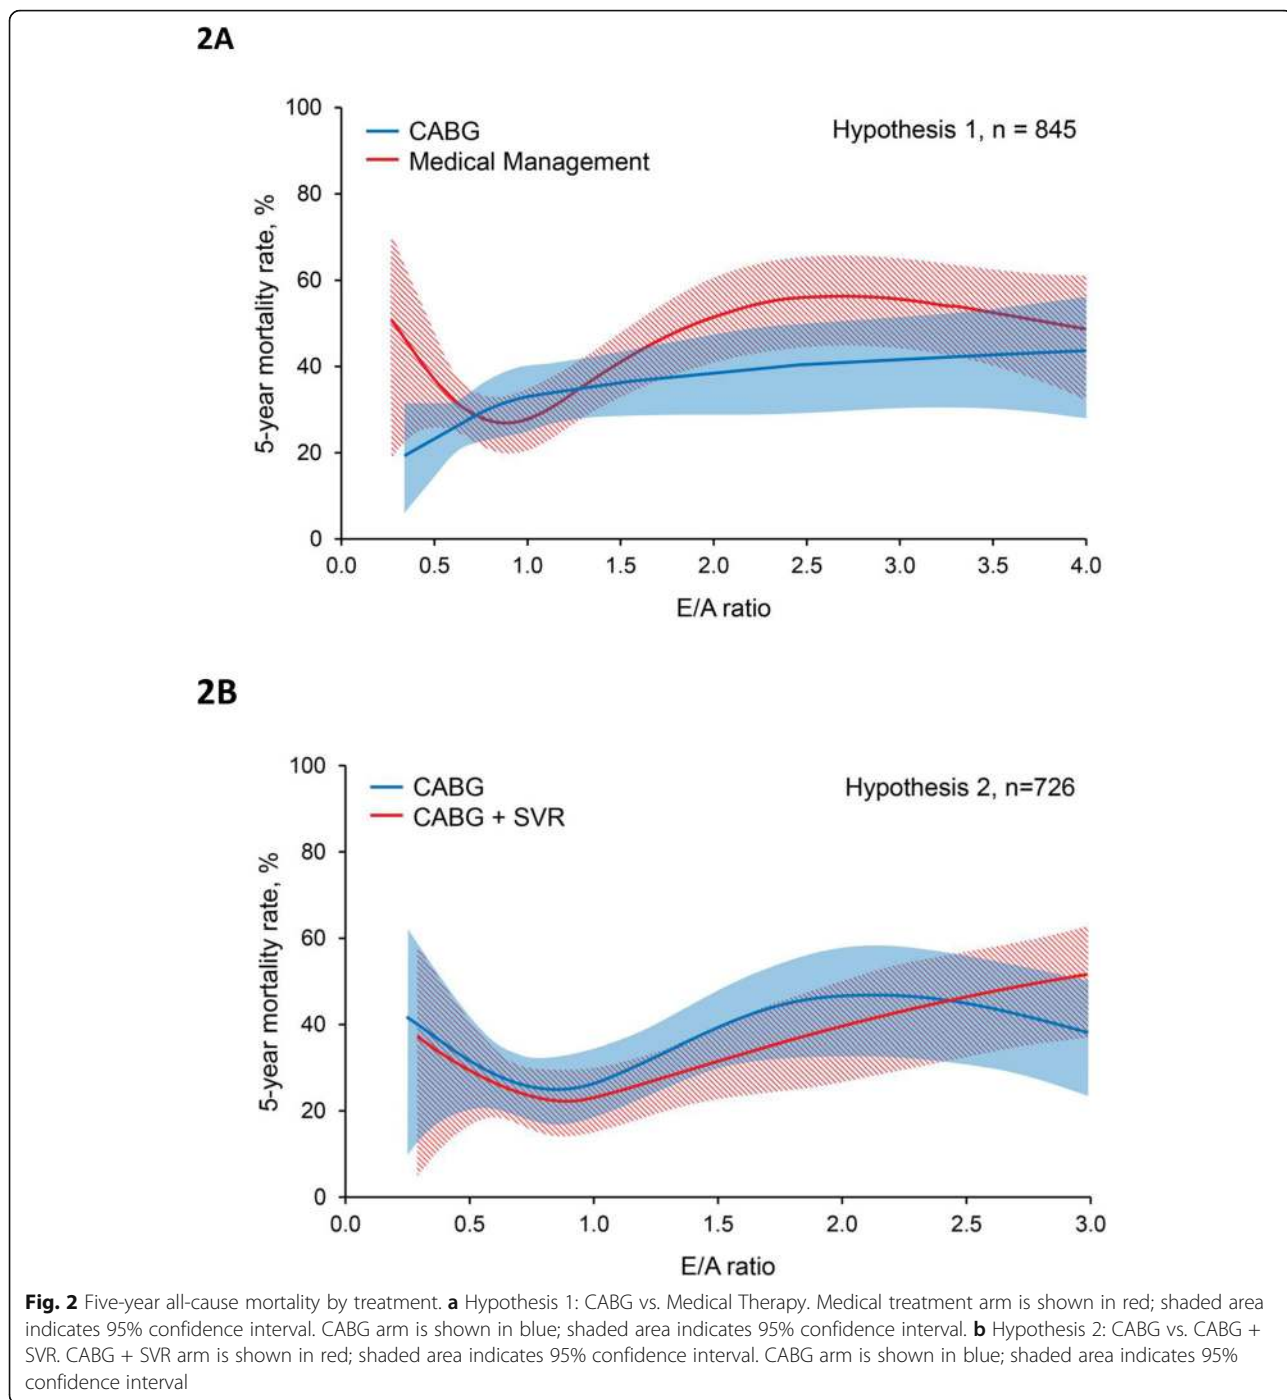 2A
100
80
60
40
20
0
5-year mortality rate, %
CABG
Medical Management
Hypothesis 1, n = 845
0.0 0.5 1.0 1.5 2.0 2.5 3.0 3.5 4.0
E/A ratio
2B
100
80
60
40
20
0
5-year mortality rate, %
CABG
CABG + SVR
Hypothesis 2, n=726
0.0 0.5 1.0 1.5 2.0 2.5 3.0
E/A ratio
Fig. 2 Five-year all-cause mortality by treatment. a Hypothesis 1: CABG vs. Medical Therapy. Medical treatment arm is shown in red; shaded area
indicates 95% confidence interval. CABG arm is shown in blue; shaded area indicates 95% confidence interval. b Hypothesis 2: CABG vs. CABG +
SVR. CABG + SVR arm is shown in red; shaded area indicates 95% confidence interval. CABG arm is shown in blue; shaded area indicates 95%
confidence interval